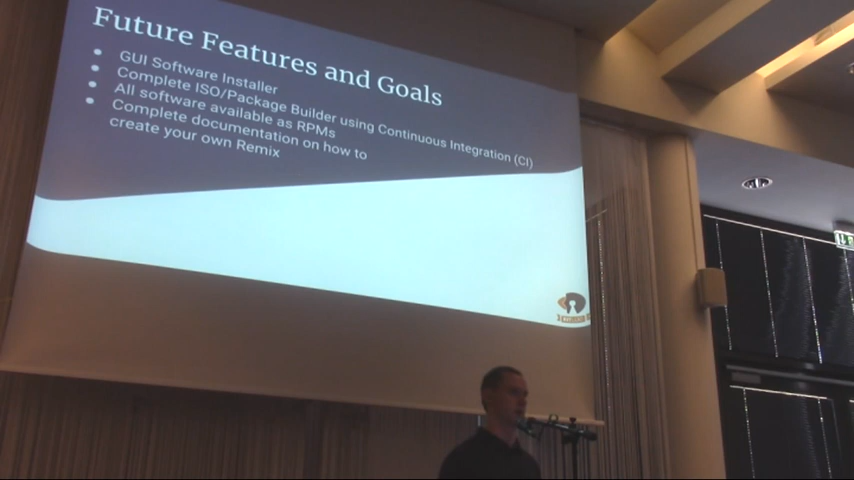 Future Features and Goals
GUI Software Installer
Complete ISO/Package Builder using Continuous Integration (CI)
All software available as RPMs
Complete documentation on how to
create your own Remix